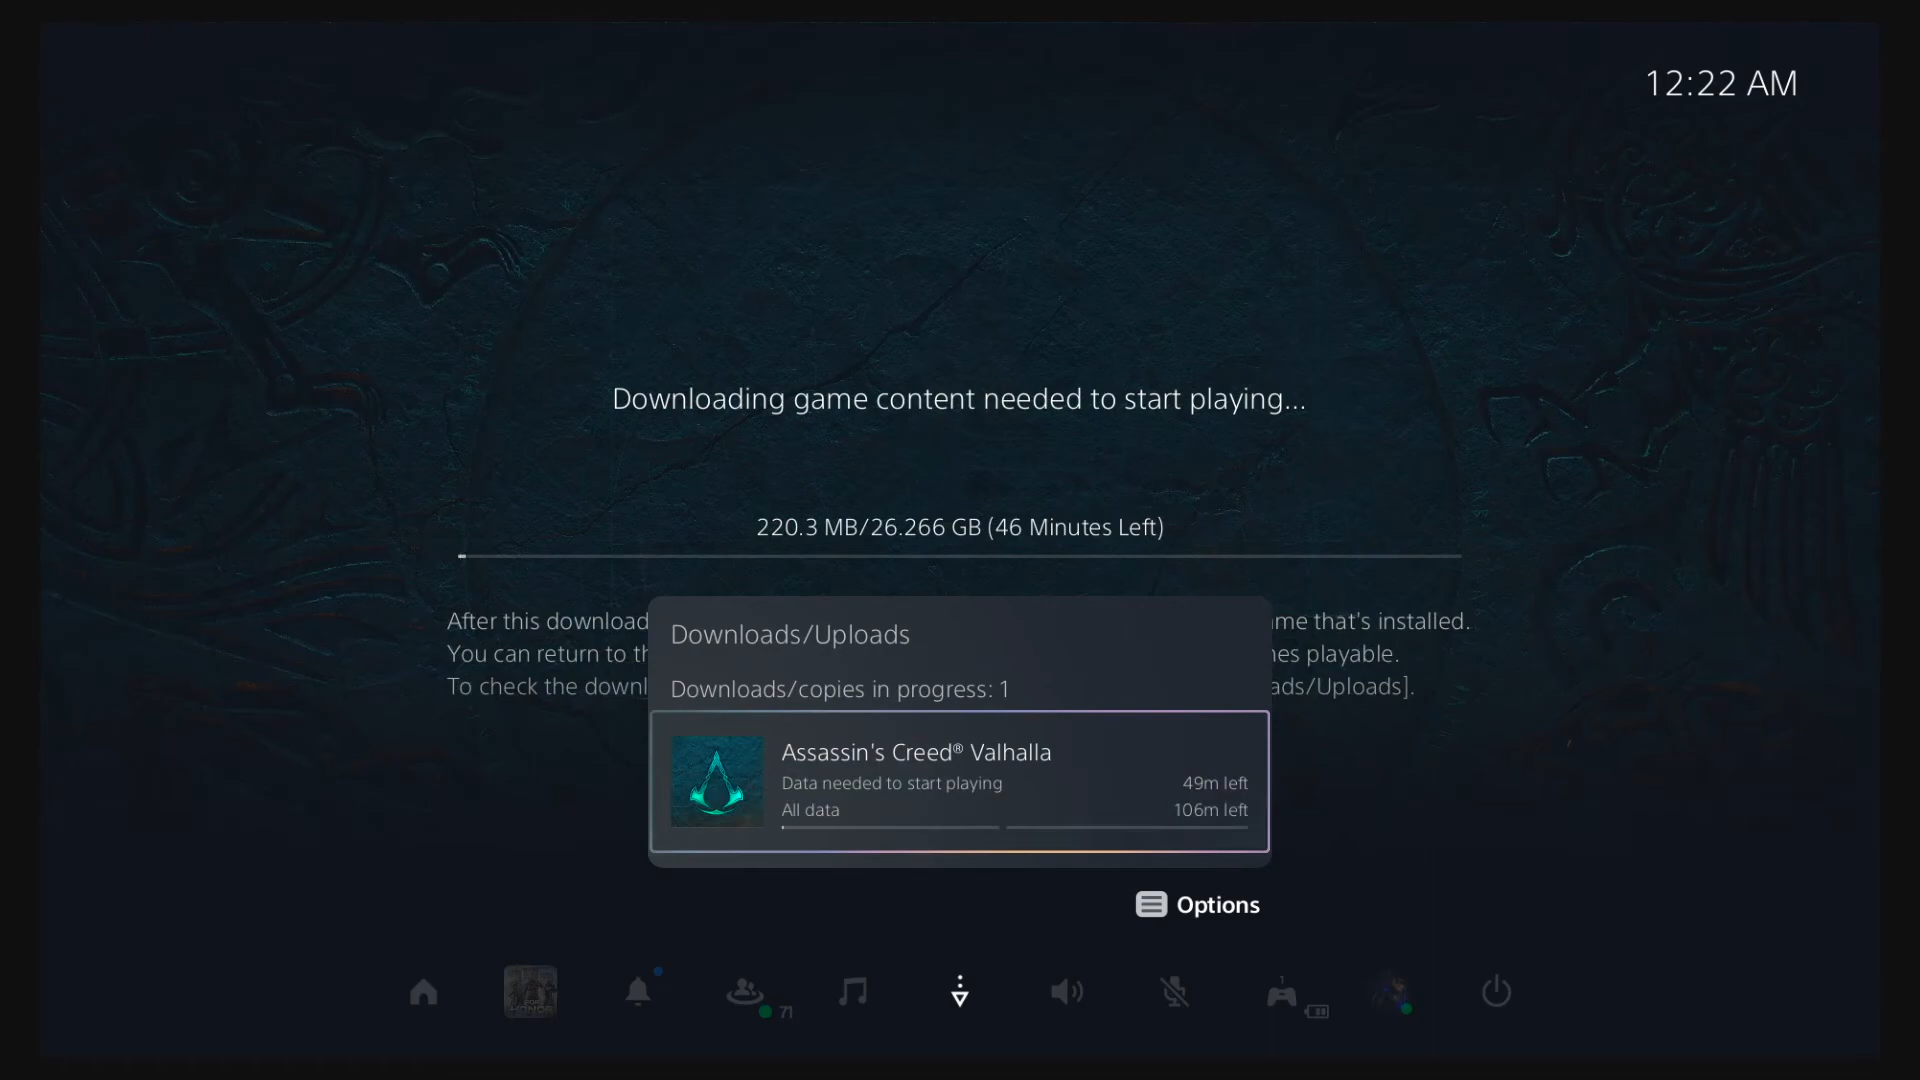 12:22 AM
Downloading game content needed to start playing...
220.3 MB/26.266 GB (46 Minutes Left)
After this download
You can return to th
To check the downl
ame that's installed.
nes playable.
ads/Uploads].
Downloads/Uploads
Downloads/copies in progress: 1
Assassin's Creed® Valhalla
Data needed to start playing 49m left
All data 106m left
Options
FOR HONOR
71
1